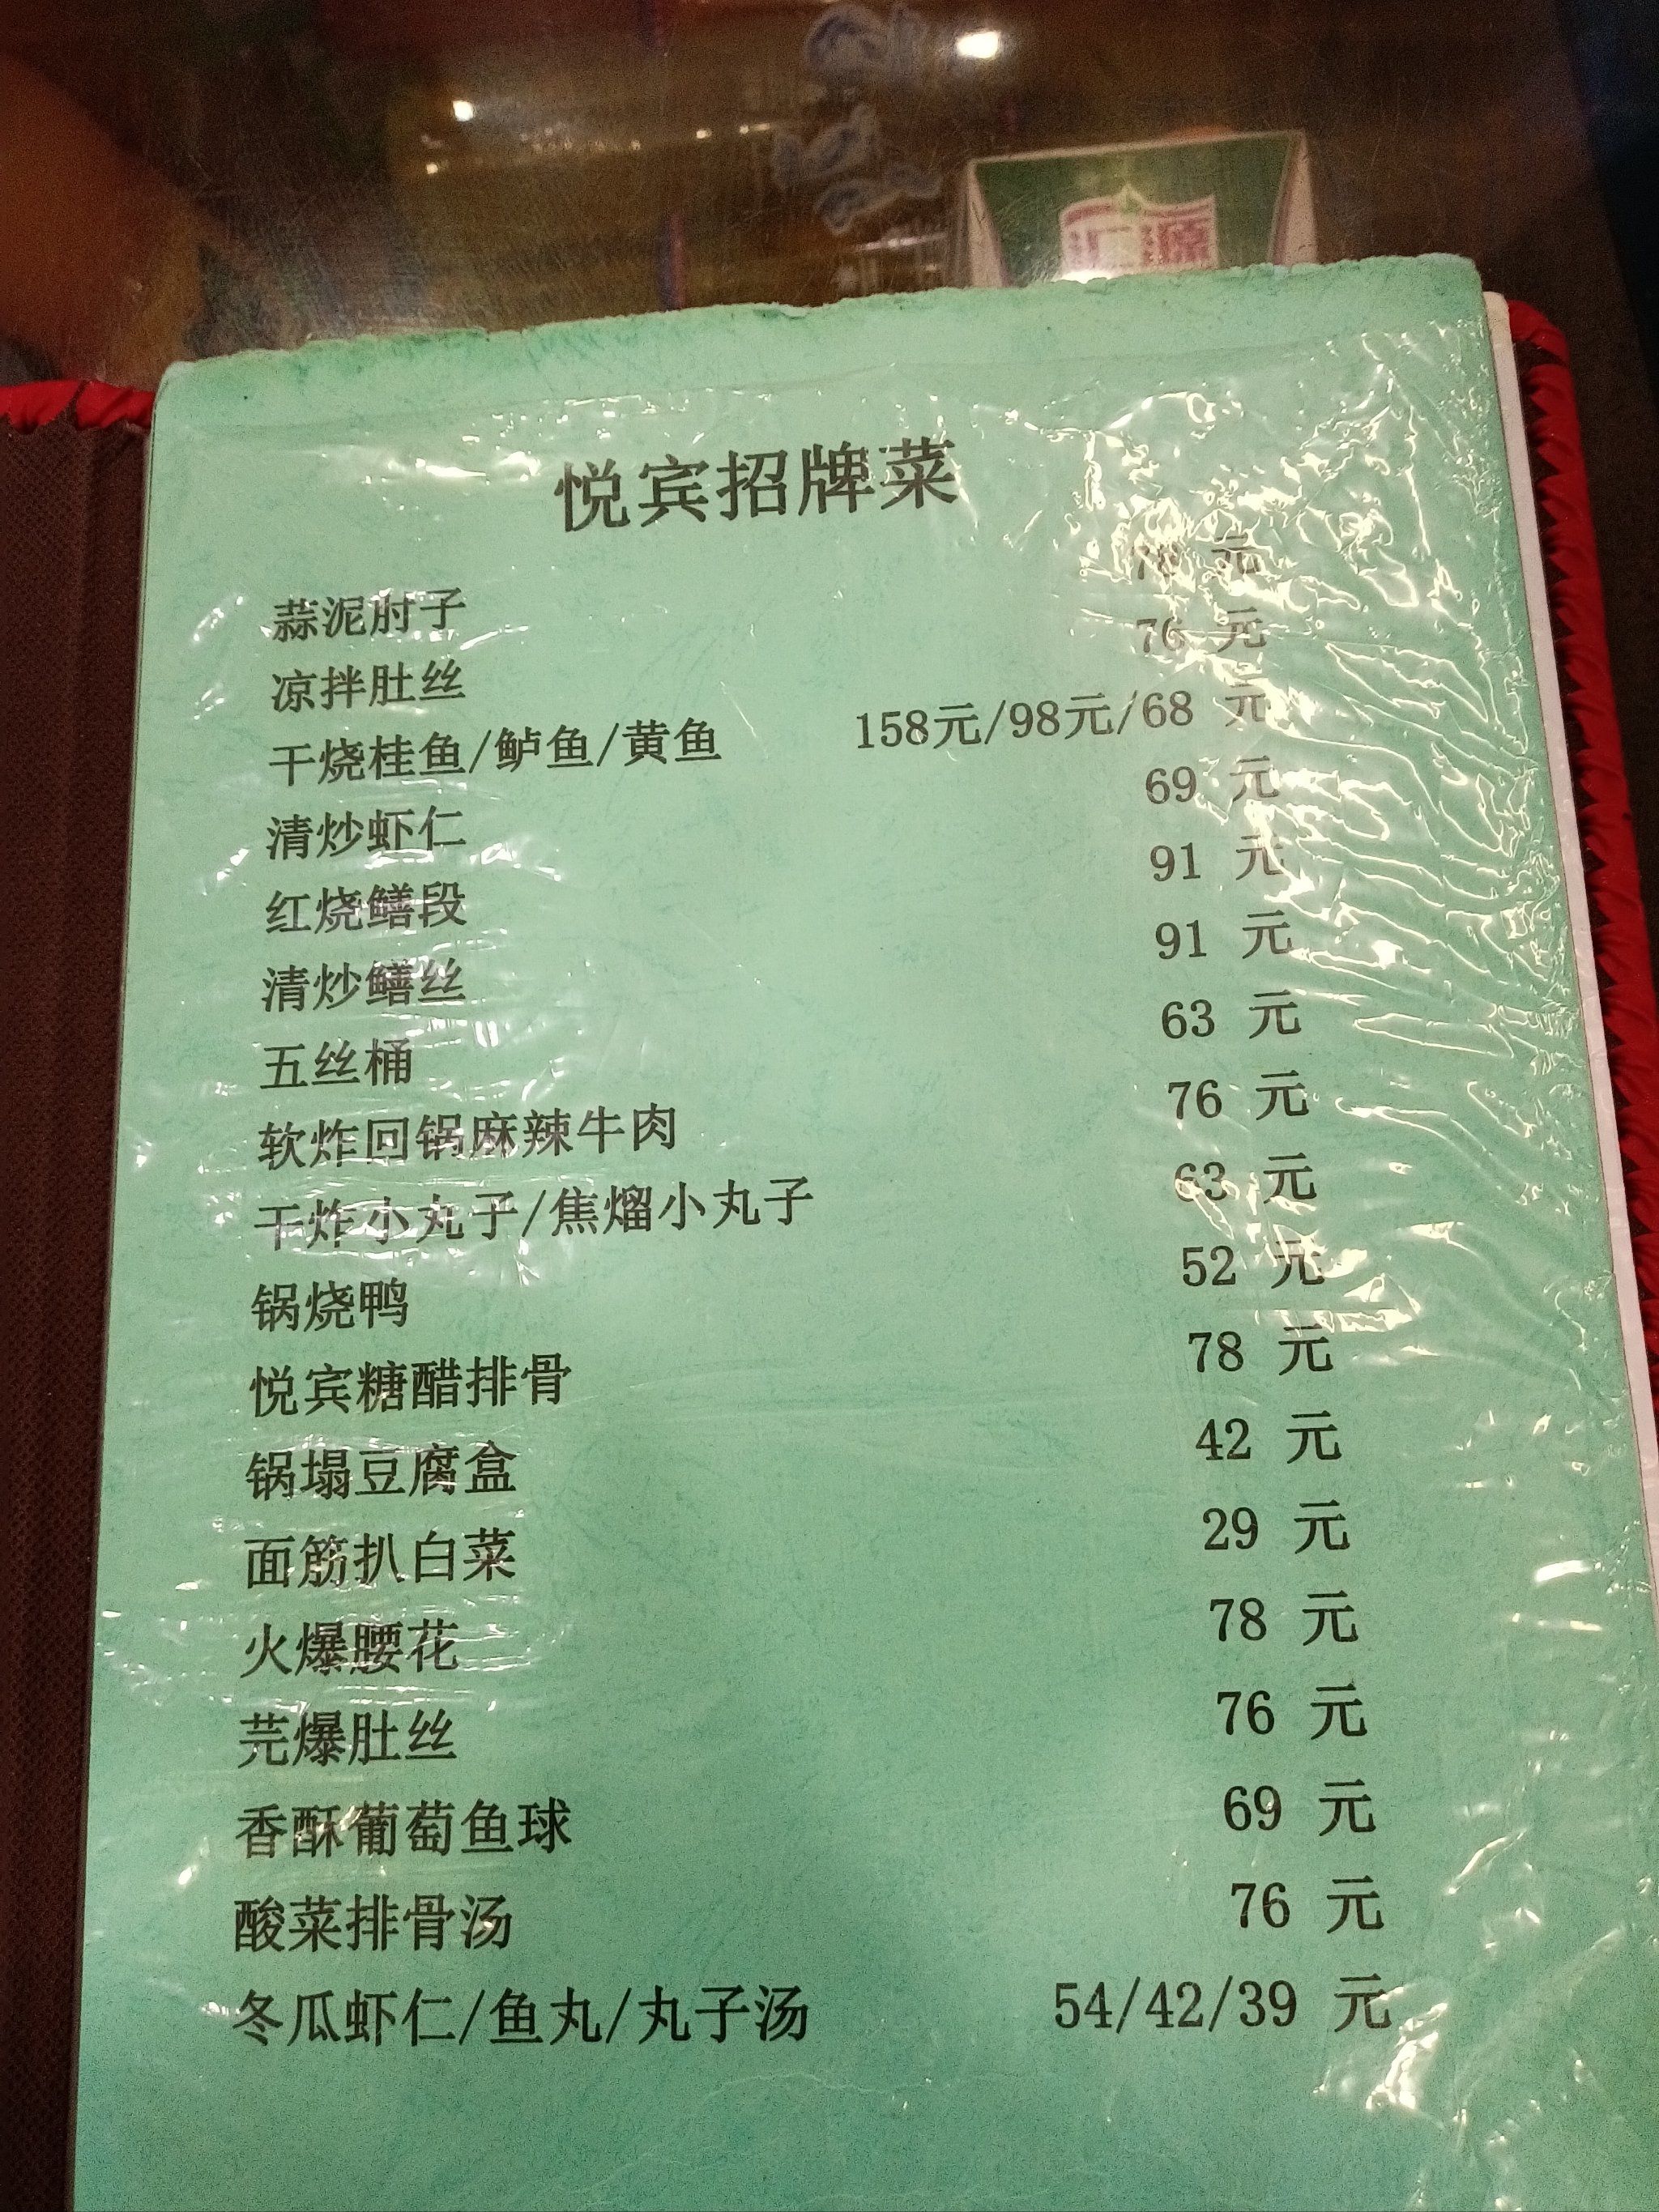 悦宾招牌菜
蒜泥肘子 元
凉拌肚丝 76 元
干烧桂鱼/鲈鱼/黄鱼 158元/98元/68 元
清炒虾仁 69 元
红烧鳝段 91 元
清炒鳝丝 91 元
五丝桶 63 元
软炸回锅麻辣牛肉 76 元
干炸小丸子/焦熘小丸子 63 元
锅烧鸭 52 元
悦宾糖醋排骨 78 元
锅塌豆腐盒 42 元
面筋扒白菜 29 元
火爆腰花 78 元
芫爆肚丝 76 元
香酥葡萄鱼球 69 元
酸菜排骨汤 76 元
冬瓜虾仁/鱼丸/丸子汤 54/42/39 元